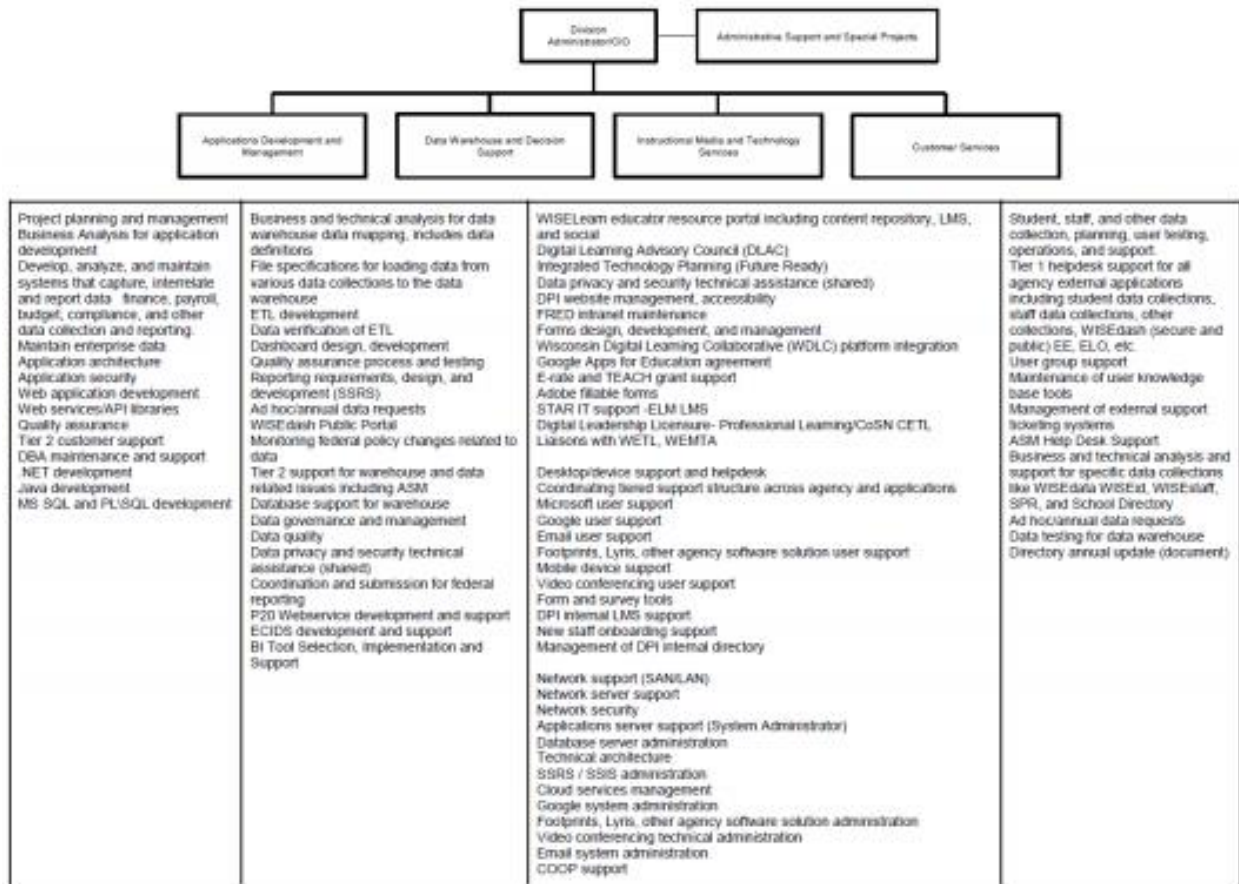 Division
Administrator/CIO
Administrative Support and Special Projects
Applications Development and
Management
Data Warehouse and Decision
Support
Instructional Media and Technology
Services
Customer Services
Project planning and management
Business Analysis for application
development
Develop, analyze, and maintain
systems that capture, interrelate
and report data finance, payroll,
budget, compliance, and other
data collection and reporting.
Maintain enterprise data
Application architecture
Application security
Web application development
Web services/API libraries
Quality assurance
Tier 2 customer support
DBA maintenance and support
.NET development
Java development
MS SQL and PL\SQL development
Business and technical analysis for data
warehouse data mapping, includes data
definitions
File specifications for loading data from
various data collections to the data
warehouse
ETL development
Data verification of ETL
Dashboard design, development
Quality assurance process and testing
Reporting requirements, design, and
development (SSRS)
Ad hoc/annual data requests
WISEdash Public Portal
Monitoring federal policy changes related to
data
Tier 2 support for warehouse and data
related issues including ASM
Database support for warehouse
Data governance and management
Data quality
Data privacy and security technical
assistance (shared)
Coordination and submission for federal
reporting
P20 Webservice development and support
ECIDS development and support
BI Tool Selection, Implementation and
Support
WISELearn educator resource portal including content repository, LMS,
and social
Digital Learning Advisory Council (DLAC)
Integrated Technology Planning (Future Ready)
Data privacy and security technical assistance (shared)
DPI website management, accessibility
FRED intranet maintenance
Forms design, development, and management
Wisconsin Digital Learning Collaborative (WDLC) platform integration
Google Apps for Education agreement
E-rate and TEACH grant support
Adobe fillable forms
STAR IT support -ELM LMS
Digital Leadership Licensure- Professional Learning/CoSN CETL
Liaisons with WETL, WEMTA
Desktop/device support and helpdesk
Coordinating tiered support structure across agency and applications
Microsoft user support
Google user support
Email user support
Footprints, Lyris, other agency software solution user support
Mobile device support
Video conferencing user support
Form and survey tools
DPI internal LMS support
New staff onboarding support
Management of DPI internal directory
Network support (SAN/LAN)
Network server support
Network security
Applications server support (System Administrator)
Database server administration
Technical architecture
SSRS / SSIS administration
Cloud services management
Google system administration
Footprints, Lyris, other agency software solution administration
Video conferencing technical administration
Email system administration
COOP support
Student, staff, and other data
collection, planning, user testing,
operations, and support.
Tier 1 helpdesk support for all
agency external applications
including student data collections,
staff data collections, other
collections, WISEdash (secure and
public) EE, ELO, etc.
User group support
Maintenance of user knowledge
base tools
Management of external support
ticketing systems
ASM Help Desk Support
Business and technical analysis and
support for specific data collections
like WISEdata WISEid, WISEstaff,
SPR, and School Directory
Ad hoc/annual data requests
Data testing for data warehouse
Directory annual update (document)